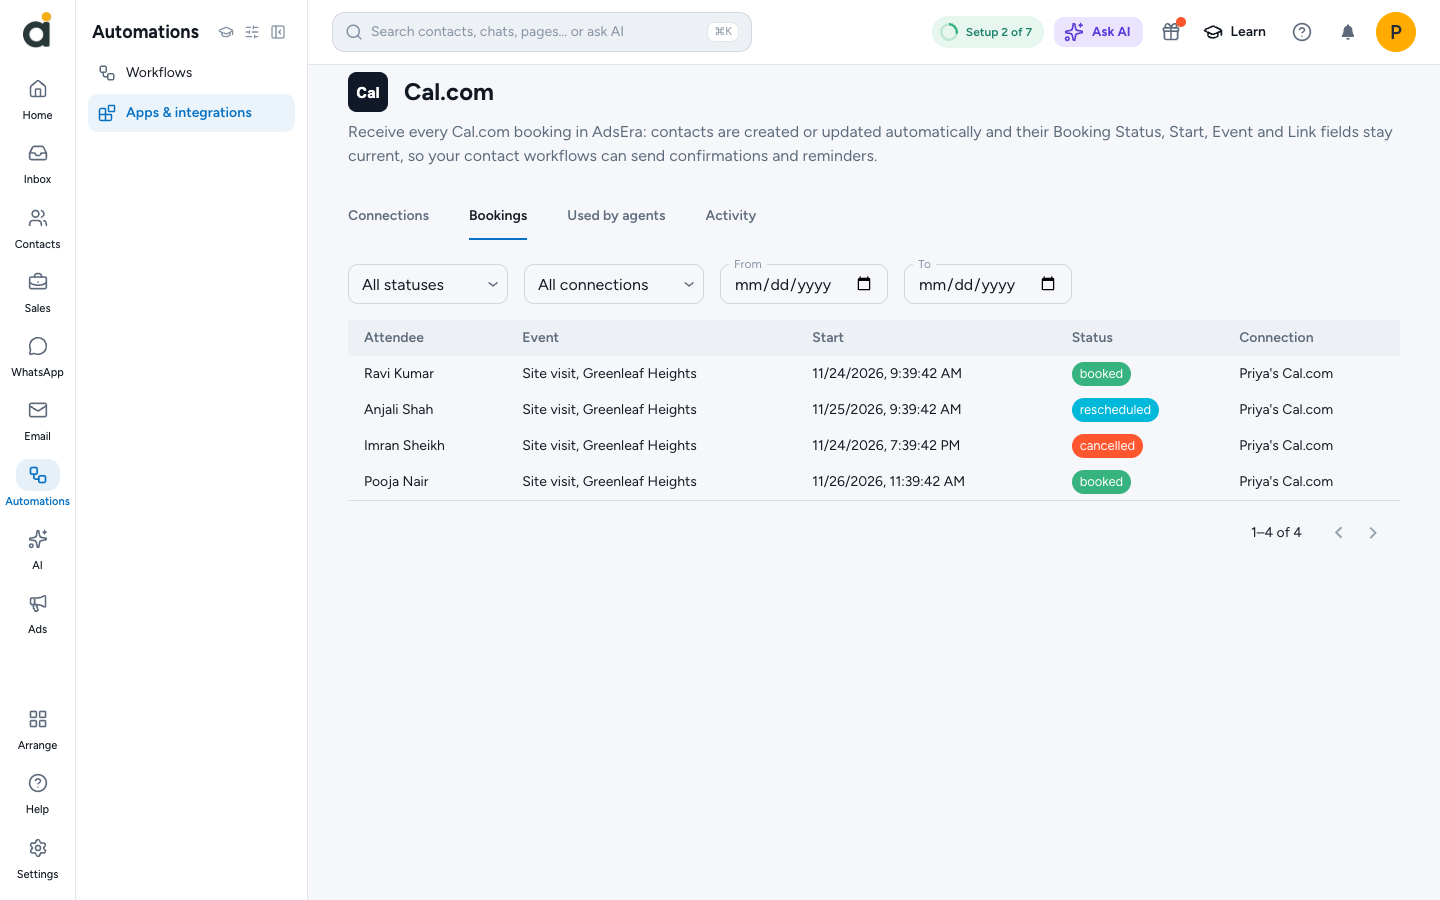 Automations
Search contacts, chats, pages... or ask AI
⌘K
Setup 2 of 7
Ask AI
Learn
P
Home
Inbox
Contacts
Sales
WhatsApp
Email
Automations
AI
Ads
Arrange
Help
Settings
Workflows
Apps & integrations
Cal
Cal.com
Receive every Cal.com booking in AdsEra: contacts are created or updated automatically and their Booking Status, Start, Event and Link fields stay
current, so your contact workflows can send confirmations and reminders.
Connections
Bookings
Used by agents
Activity
All statuses
All connections
From
mm/dd/yyyy
To
mm/dd/yyyy
Attendee Event Start Status Connection
Ravi Kumar Site visit, Greenleaf Heights 11/24/2026, 9:39:42 AM booked Priya's Cal.com
Anjali Shah Site visit, Greenleaf Heights 11/25/2026, 9:39:42 AM rescheduled Priya's Cal.com
Imran Sheikh Site visit, Greenleaf Heights 11/24/2026, 7:39:42 PM cancelled Priya's Cal.com
Pooja Nair Site visit, Greenleaf Heights 11/26/2026, 11:39:42 AM booked Priya's Cal.com
1–4 of 4